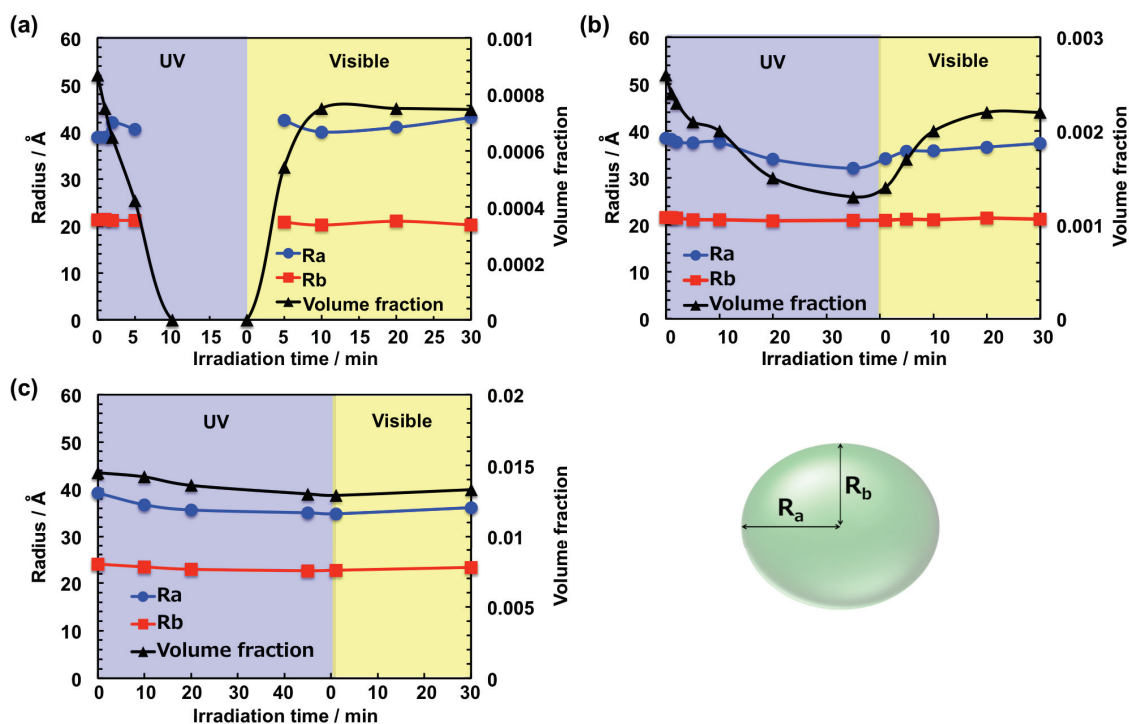 (a)
UV
Visible
Radius / Å
60
50
40
30
20
10
0
0.001
0.0008
0.0006
0.0004
0.0002
0
Volume fraction
Ra
Rb
Volume fraction
0 5 10 15 0 5 10 15 20 25 30
Irradiation time / min
(b)
UV
Visible
Radius / Å
60
50
40
30
20
10
0
0.003
0.002
0.001
0
Volume fraction
Ra
Rb
Volume fraction
0 10 20 30 0 10 20 30
Irradiation time / min
(c)
UV
Visible
Radius / Å
60
50
40
30
20
10
0
0.02
0.015
0.01
0.005
0
Volume fraction
Ra
Rb
Volume fraction
0 10 20 30 40 0 10 20 30
Irradiation time / min
Ra
Rb